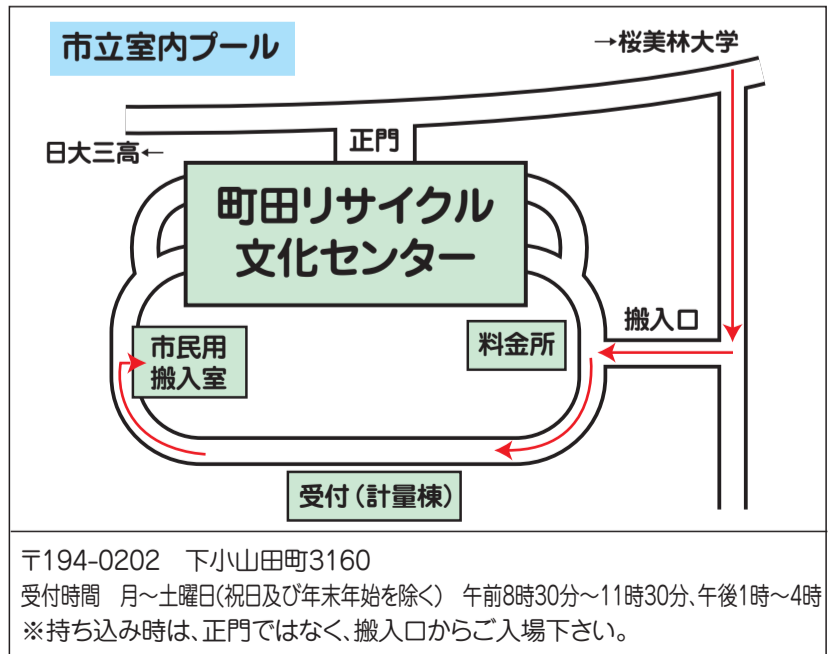 市立室内プール
→桜美林大学
日大三高←
正門
町田リサイクル
文化センター
搬入口
市民用
搬入室
料金所
受付(計量棟)
〒194-0202 下小山田町3160
受付時間 月～土曜日(祝日及び年末年始を除く) 午前8時30分～11時30分、午後1時～4時
※持ち込み時は、正門ではなく、搬入口からご入場下さい。